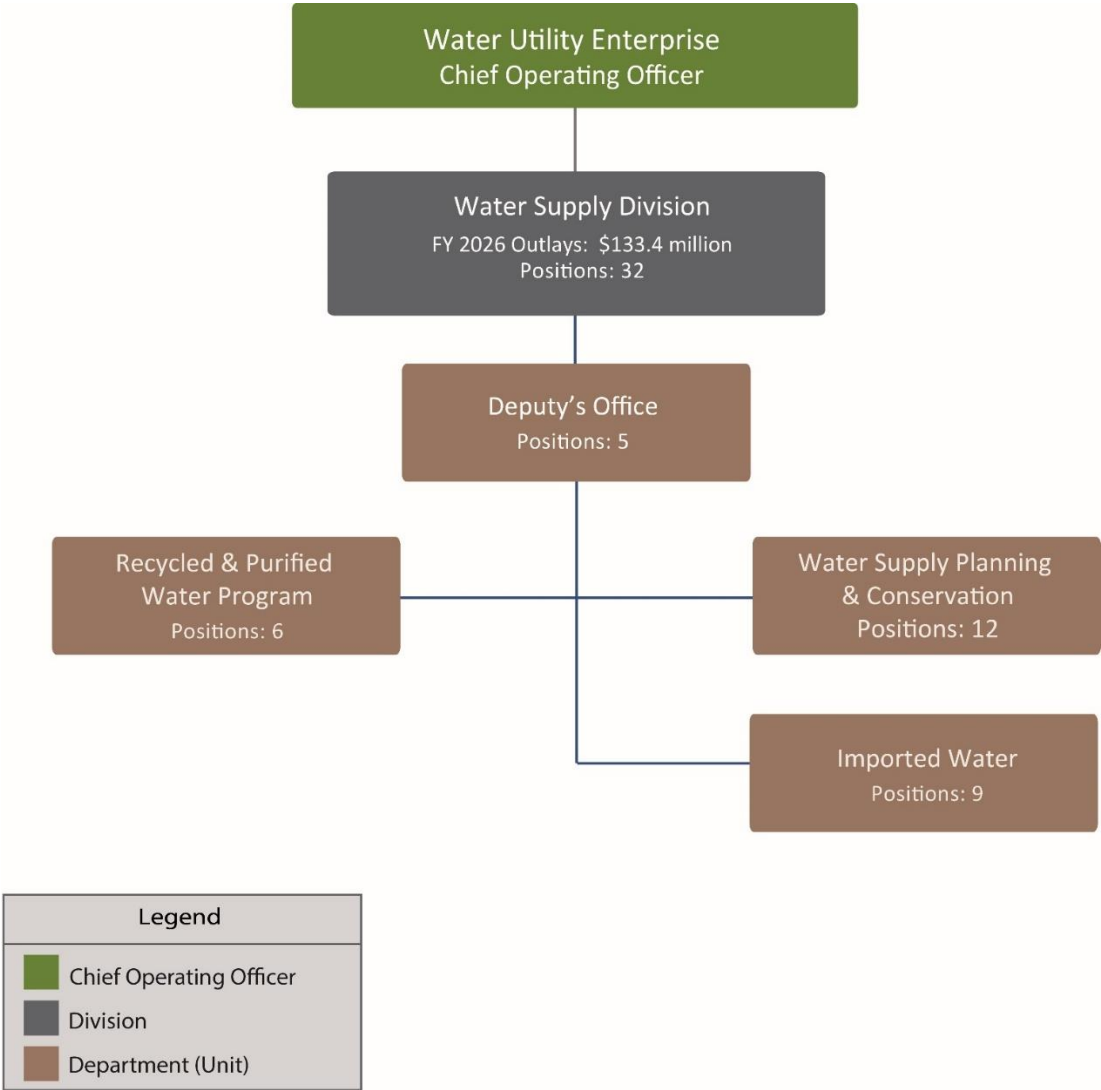 Water Utility Enterprise
Chief Operating Officer
Water Supply Division
FY 2026 Outlays: $133.4 million
Positions: 32
Deputy’s Office
Positions: 5
Recycled & Purified
Water Program
Positions: 6
Water Supply Planning
& Conservation
Positions: 12
Imported Water
Positions: 9
Legend
Chief Operating Officer
Division
Department (Unit)